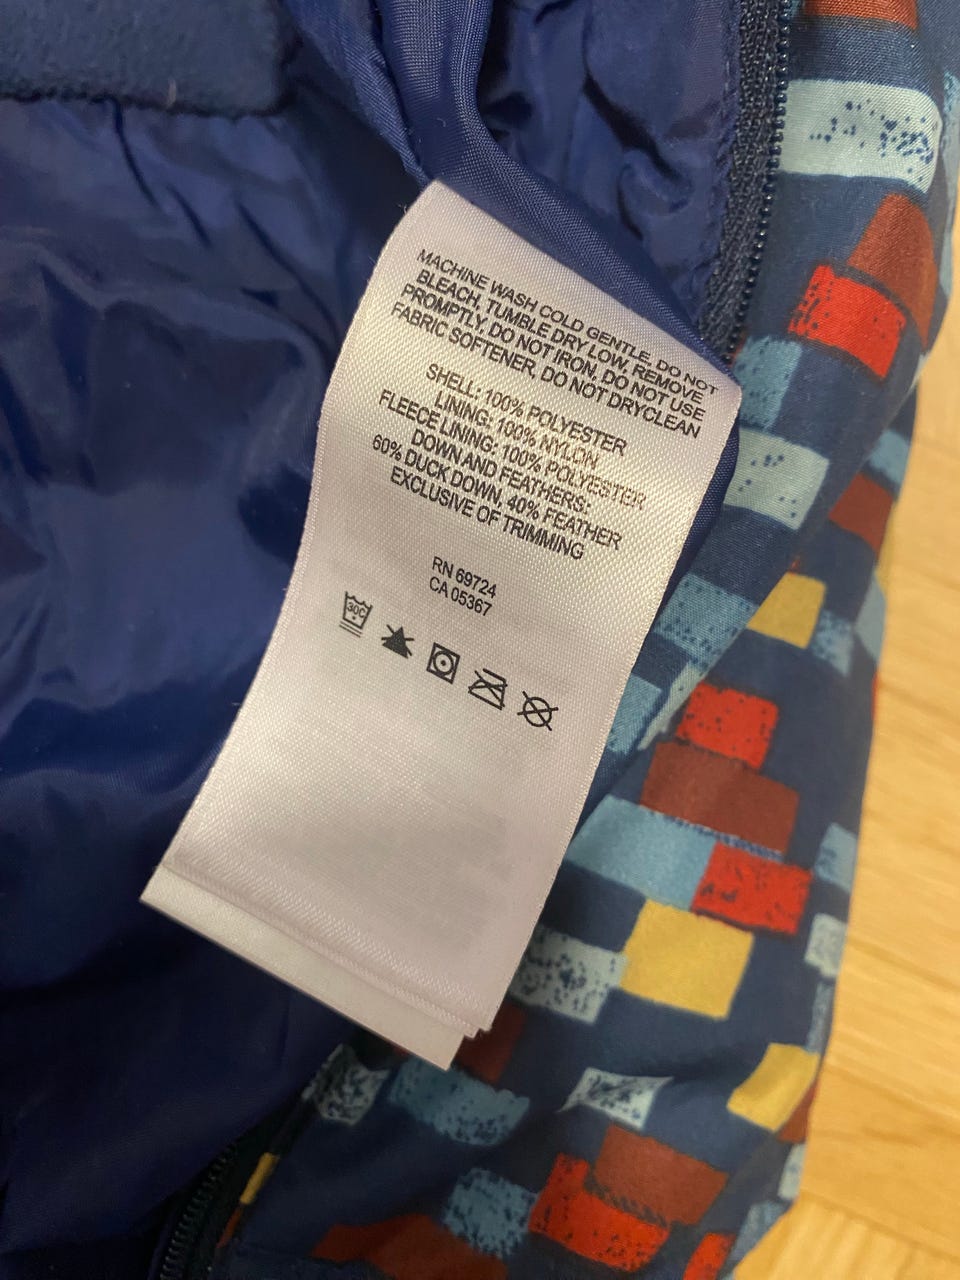 MACHINE WASH COLD GENTLE, DO NOT
BLEACH, TUMBLE DRY LOW, REMOVE
PROMPTLY, DO NOT IRON, DO NOT USE
FABRIC SOFTENER, DO NOT DRYCLEAN
SHELL: 100% POLYESTER
LINING: 100% NYLON
FLEECE LINING: 100% POLYESTER
DOWN AND FEATHERS:
60% DUCK DOWN, 40% FEATHER
EXCLUSIVE OF TRIMMING
RN 69724
CA 05367
30C